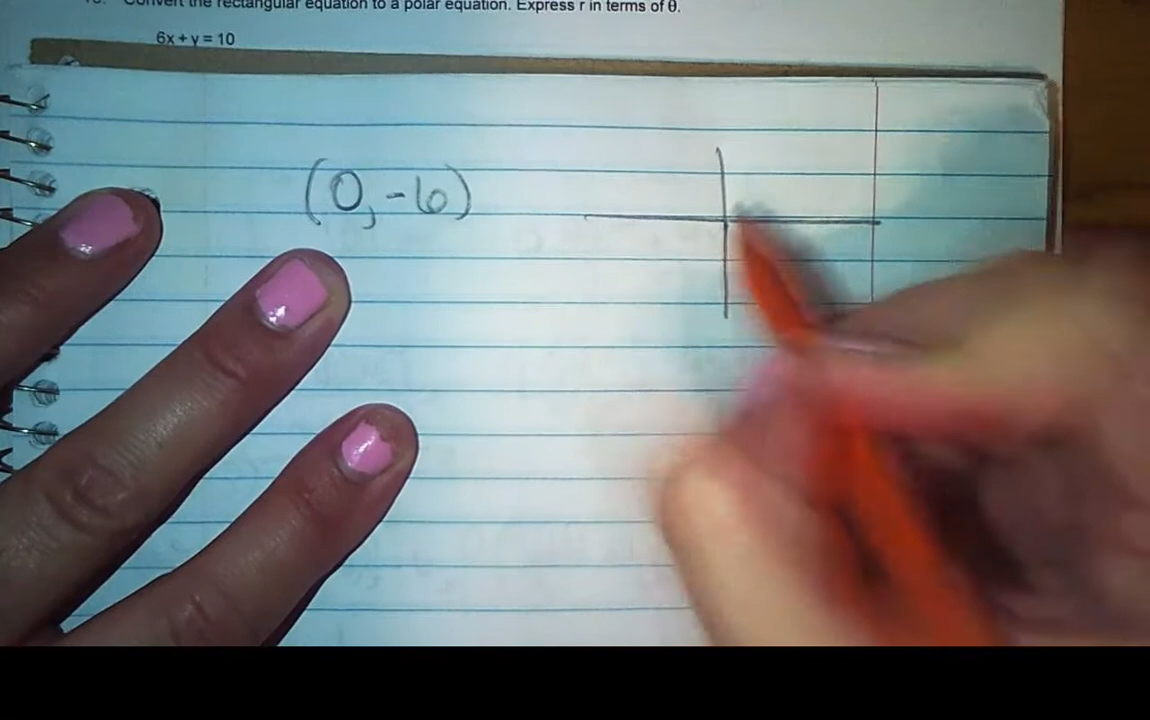 Convert the rectangular equation to a polar equation. Express r in terms of θ.
6x + y = 10
(0, -6)